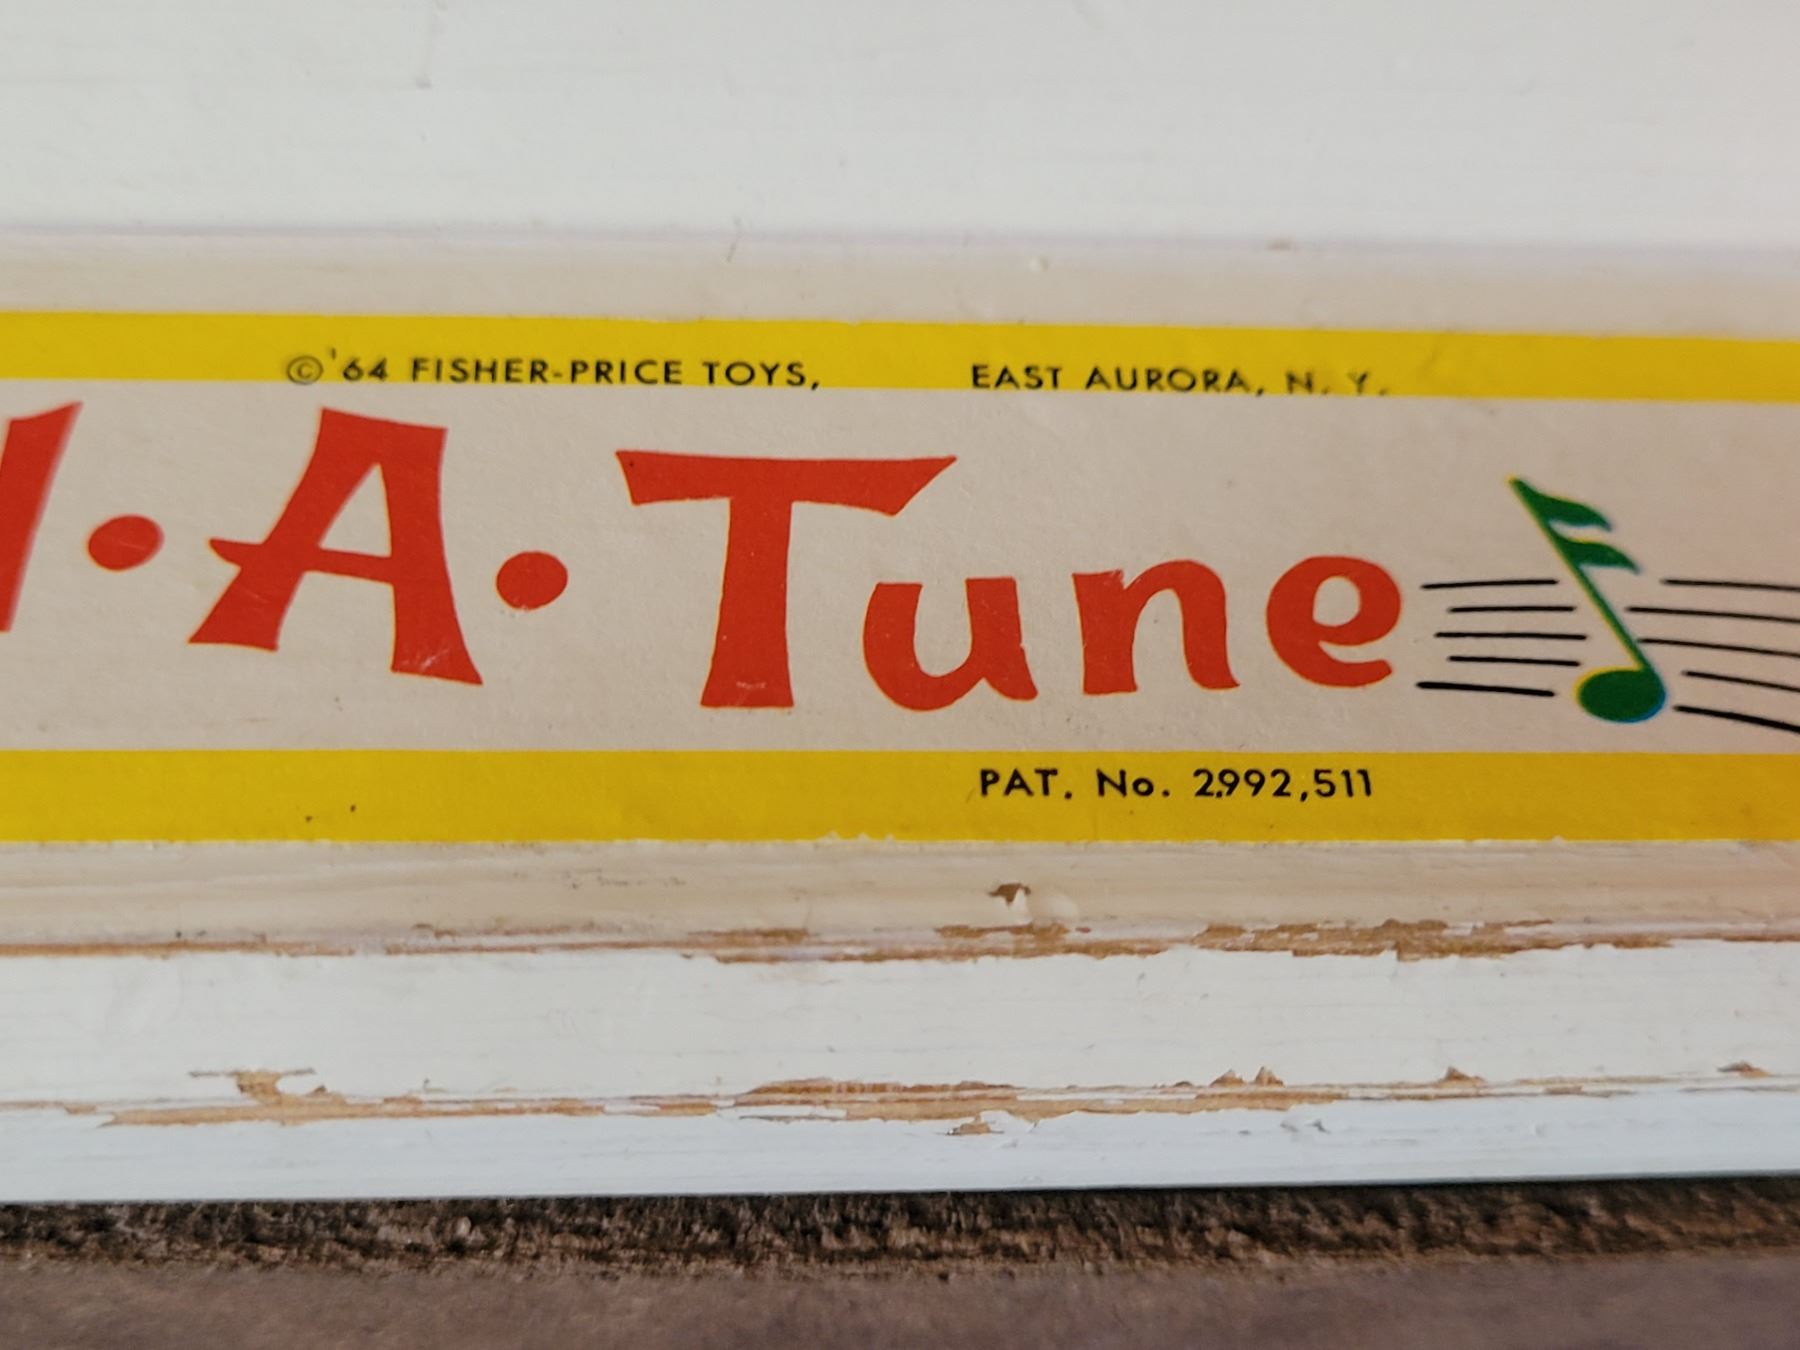 ©'64 FISHER-PRICE TOYS, EAST AURORA, N. Y.
·A·Tune
PAT. No. 2,992,511